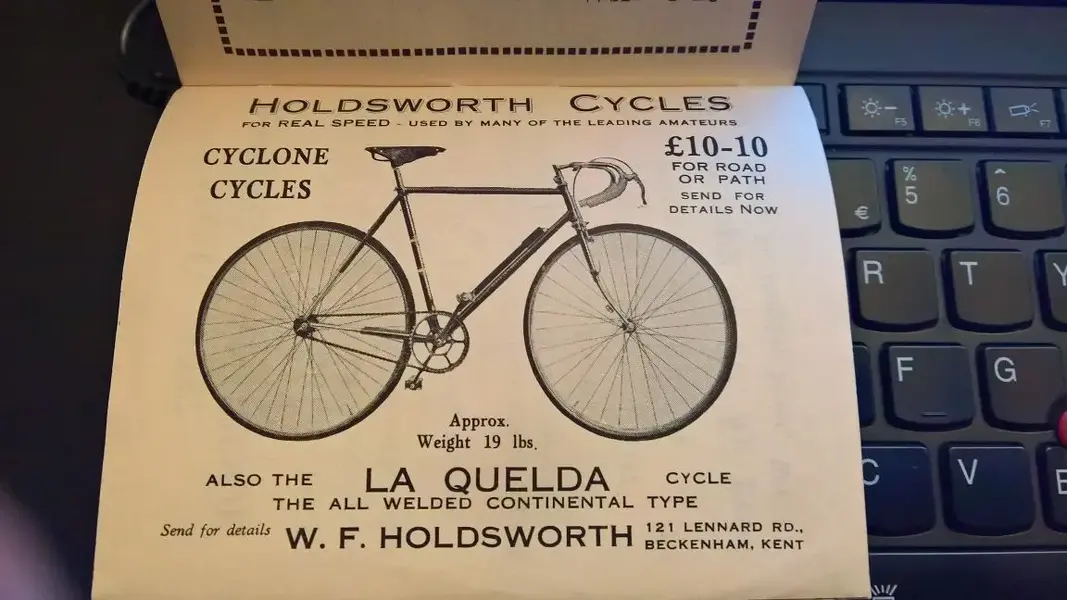 HOLDSWORTH CYCLES
FOR REAL SPEED - USED BY MANY OF THE LEADING AMATEURS
CYCLONE
CYCLES
£10-10
FOR ROAD
OR PATH
SEND FOR
DETAILS NOW
Approx.
Weight 19 lbs.
ALSO THE LA QUELDA CYCLE
THE ALL WELDED CONTINENTAL TYPE
Send for details W. F. HOLDSWORTH 121 LENNARD RD.,
BECKENHAM, KENT
F5 F6 F7
% ^
5 6
€
R T Y
F G
C V B